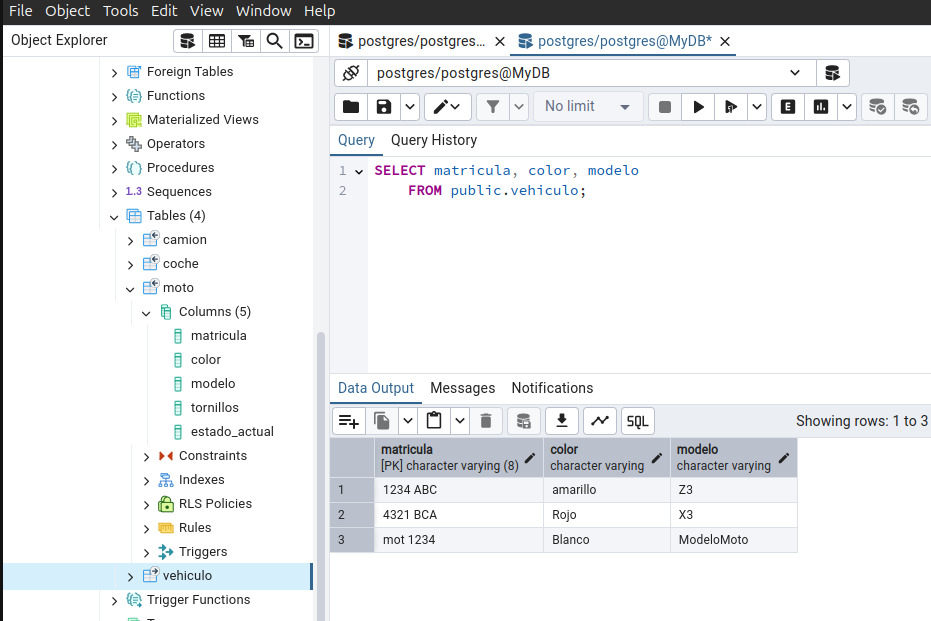 File Object Tools Edit View Window Help
Object Explorer
Foreign Tables
Functions
Materialized Views
Operators
Procedures
1..3 Sequences
Tables (4)
camion
coche
moto
Columns (5)
matricula
color
modelo
tornillos
estado_actual
Constraints
Indexes
RLS Policies
Rules
Triggers
vehiculo
Trigger Functions
postgres/postgres... postgres/postgres@MyDB*
postgres/postgres@MyDB
No limit E
Query Query History
1 SELECT matricula, color, modelo
2 FROM public.vehiculo;
Data Output Messages Notifications
SQL Showing rows: 1 to 3
matricula color modelo
[PK] character varying (8) character varying character varying
1 1234 ABC amarillo Z3
2 4321 BCA Rojo X3
3 mot 1234 Blanco ModeloMoto